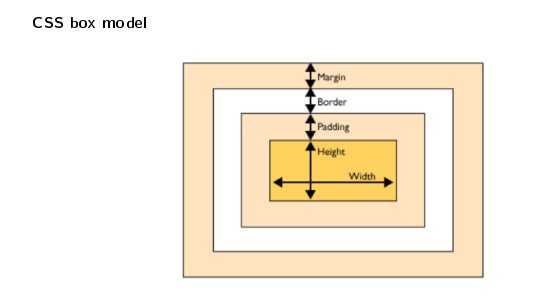 CSS box model
Margin
Border
Padding
Height
Width